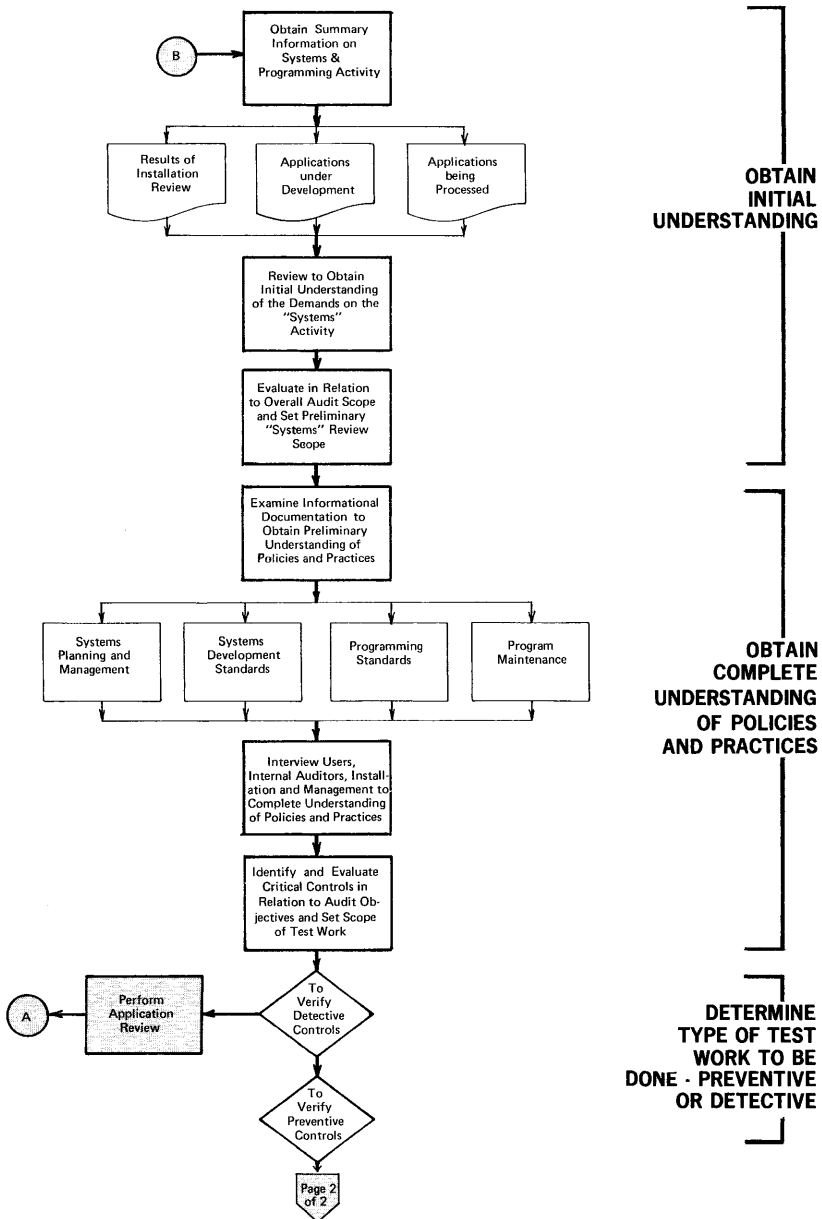 B
Obtain Summary
Information on
Systems &
Programming Activity
Results of
Installation
Review
Applications
under
Development
Applications
being
Processed
OBTAIN
INITIAL
UNDERSTANDING
Review to Obtain
Initial Understanding
of the Demands on the
"Systems"
Activity
Evaluate in Relation
to Overall Audit Scope
and Set Preliminary
"Systems" Review
Scope
Examine Informational
Documentation to
Obtain Preliminary
Understanding of
Policies and Practices
Systems
Planning and
Management
Systems
Development
Standards
Programming
Standards
Program
Maintenance
OBTAIN
COMPLETE
UNDERSTANDING
OF POLICIES
AND PRACTICES
Interview Users,
Internal Auditors, Install-
ation and Management to
Complete Understanding
of Policies and Practices
Identify and Evaluate
Critical Controls in
Relation to Audit Ob-
jectives and Set Scope
of Test Work
A
Perform
Application
Review
To
Verify
Detective
Controls
DETERMINE
TYPE OF TEST
WORK TO BE
DONE - PREVENTIVE
OR DETECTIVE
To
Verify
Preventive
Controls
Page 2
of 2